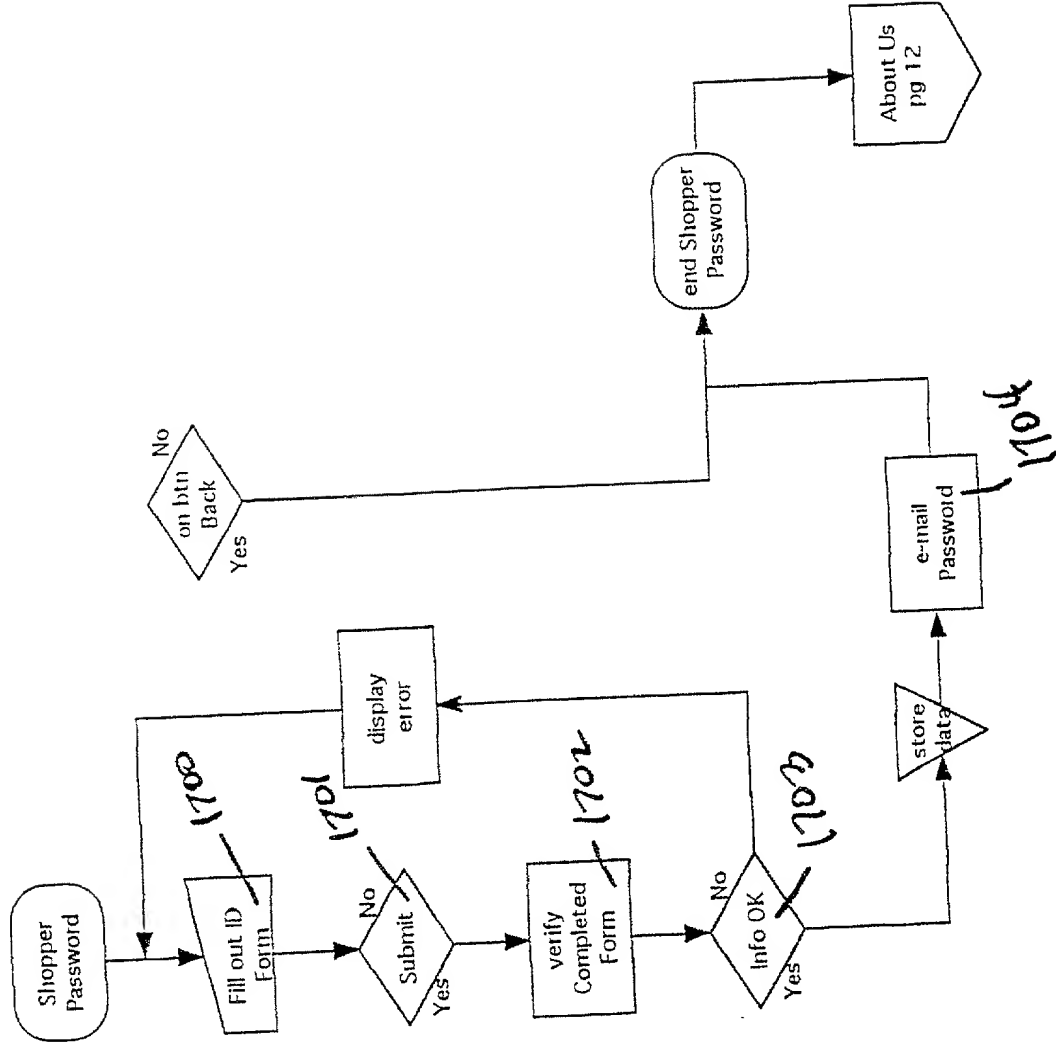 Shopper
Password
Fill out ID
Form
1700
Submit
No
Yes
1701
verify
Completed
Form
1702
Info OK
No
Yes
1703
display
error
store
data
e-mail
Password
1704
on btn
Back
No
Yes
end Shopper
Password
About Us
pg 12